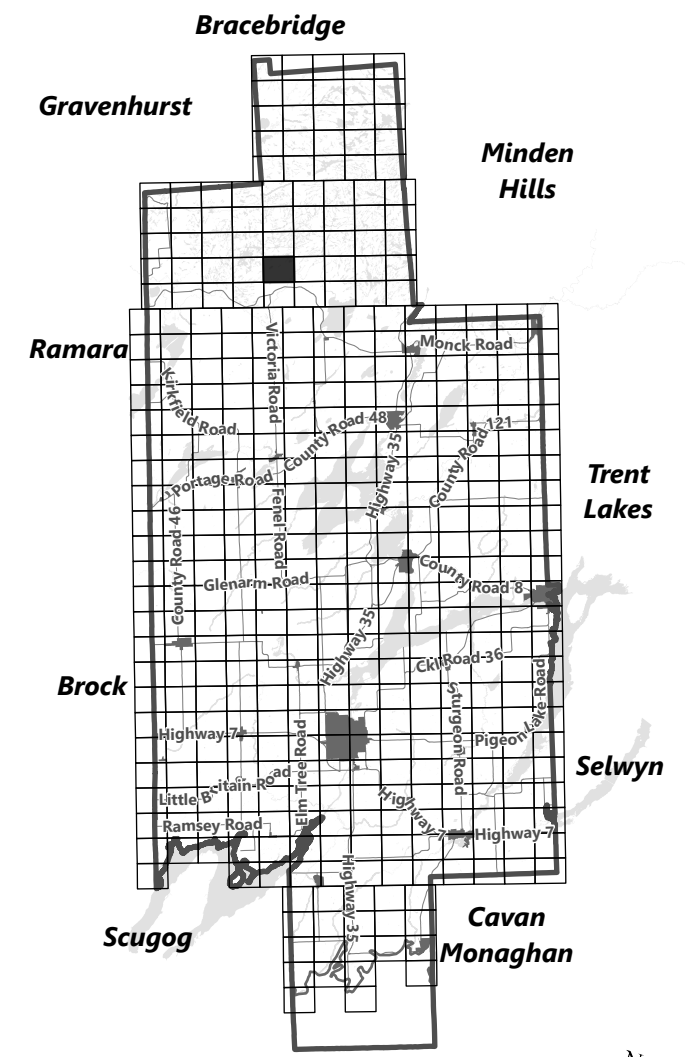 Bracebridge
Gravenhurst
Minden
Hills
Ramara
Monck Road
Victoria Road
Kirkfield Road
County Road 48
Highway 35
County Road 121
Portage Road
Trent
Lakes
Fenel Road
County Road 46
Glenarm Road
County Road 8
Highway 35
Ckl Road 36
Brock
Sturgeon Road
Pigeon Lake Road
Highway 7
Elm Tree Road
Selwyn
Little Britain Road
Highway 7
Ramsey Road
Highway 7
Highway 35
Scugog
Cavan
Monaghan
N